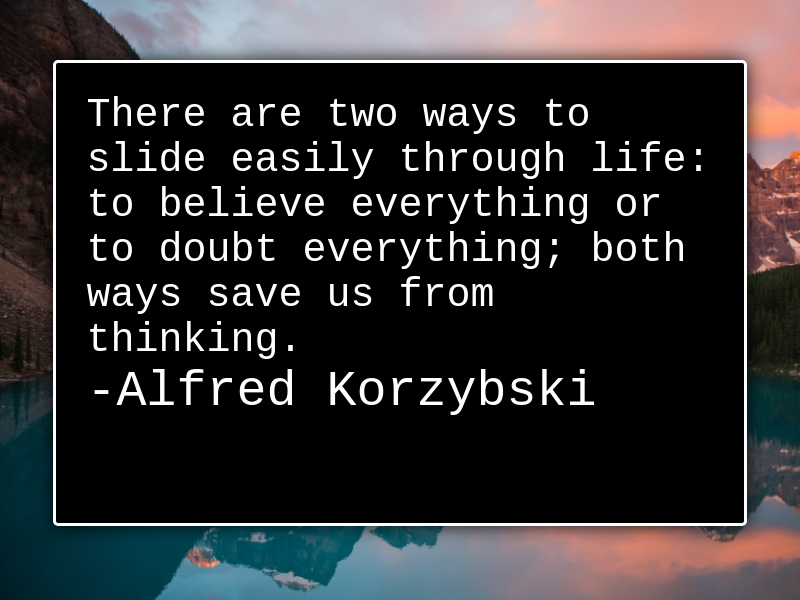 There are two ways to
slide easily through life:
to believe everything or
to doubt everything; both
ways save us from
thinking.
-Alfred Korzybski